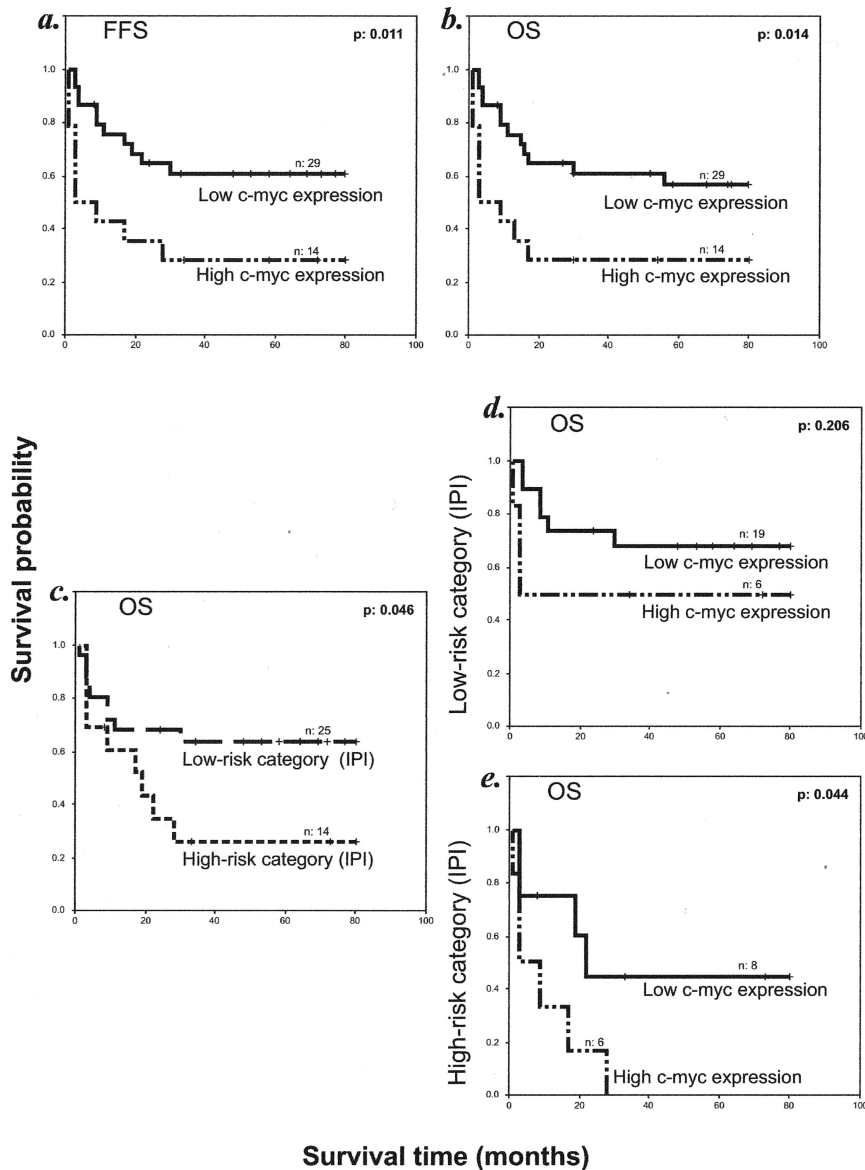 a.
FFS
p: 0.011
1.0
0.8
0.6
0.4
0.2
0.0
n: 29
Low c-myc expression
n: 14
High c-myc expression
0 20 40 60 80 100
b.
OS
p: 0.014
1.0
0.8
0.6
0.4
0.2
0.0
n: 29
Low c-myc expression
n: 14
High c-myc expression
0 20 40 60 80 100
Survival probability
c.
OS
p: 0.046
1.0
0.8
0.6
0.4
0.2
0.0
n: 25
Low-risk category (IPI)
n: 14
High-risk category (IPI)
0 20 40 60 80 100
d.
OS
p: 0.206
Low-risk category (IPI)
1.0
0.8
0.6
0.4
0.2
0.0
n: 19
Low c-myc expression
n: 6
High c-myc expression
0 20 40 60 80 100
e.
OS
p: 0.044
High-risk category (IPI)
1.0
0.8
0.6
0.4
0.2
0.0
n: 8
Low c-myc expression
n: 6
High c-myc expression
0 20 40 60 80 100
Survival time (months)